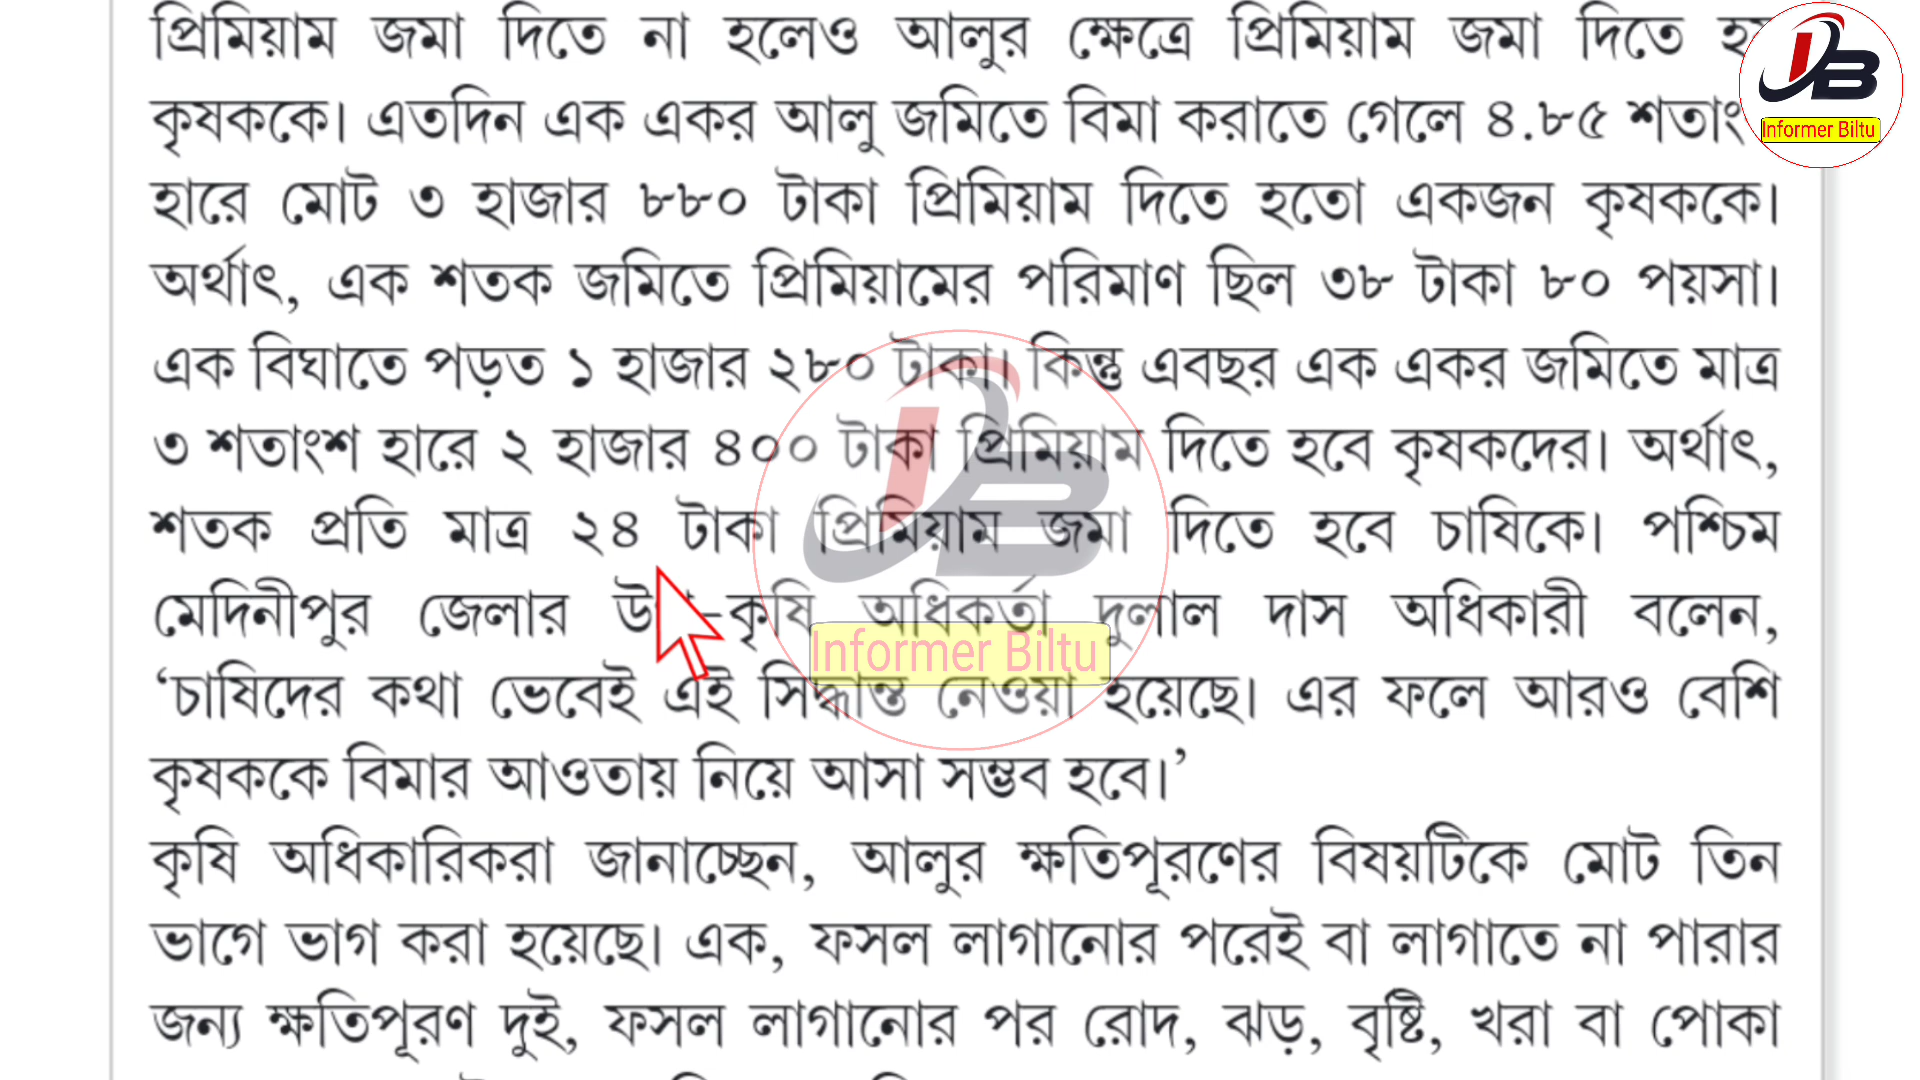 প্রিমিয়াম জমা দিতে না হলেও আলুর ক্ষেত্রে প্রিমিয়াম জমা দিতে
কৃষককে। এতদিন এক একর আলু জমিতে বিমা করাতে গেলে ৪.৮৫
হারে মোট ৩ হাজার ৮৮০ টাকা প্রিমিয়াম দিতে হতো একজন কৃষককে।
অর্থাৎ, এক শতক জমিতে প্রিমিয়ামের পরিমাণ ছিল ৩৮ টাকা ৮০ পয়সা।
এক বিঘাতে পড়ত ১ হাজার ২৮০ টাকা। কিন্তু এবছর এক একর জমিতে মাত্র
৩ শতাংশ হারে ২ হাজার ৪০০ টাকা প্রিমিয়াম দিতে হবে কৃষকদের। অর্থাৎ,
শতক প্রতি মাত্র ২৪ টাকা প্রিমিয়াম জমা দিতে হবে চাষিকে। পশ্চিম
মেদিনীপুর জেলার উপ-কৃষি অধিকর্তা দুলাল দাস অধিকারী বলেন,
‘চাষিদের কথা ভেবেই এই সিদ্ধান্ত নেওয়া হয়েছে। এর ফলে আরও বেশি
কৃষককে বিমার আওতায় নিয়ে আসা সম্ভব হবে।’
কৃষি অধিকারিকরা জানাচ্ছেন, আলুর ক্ষতিপূরণের বিষয়টিকে মোট তিন
ভাগে ভাগ করা হয়েছে। এক, ফসল লাগানোর পরেই বা লাগাতে না পারার
জন্য ক্ষতিপূরণ দুই, ফসল লাগানোর পর রোদ, ঝড়, বৃষ্টি, খরা বা পোকা
IB
Informer Biltu
IB
Informer Biltu